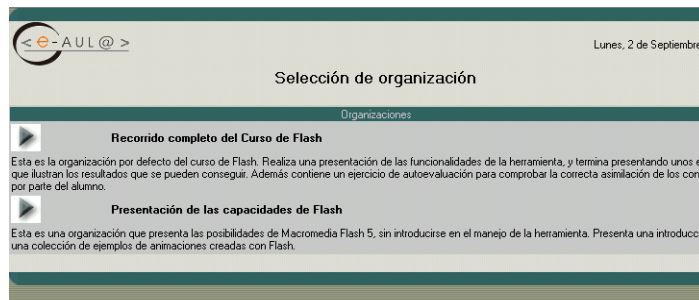 <e-AUL@>
Lunes, 2 de Septiembre
Selección de organización
Organizaciones
Recorrido completo del Curso de Flash
Esta es la organización por defecto del curso de Flash. Realiza una presentación de las funcionalidades de la herramienta, y termina presentando unos
que ilustran los resultados que se pueden conseguir. Además contiene un ejercicio de autoevaluación para comprobar la correcta asimilación de los
por parte del alumno.
Presentación de las capacidades de Flash
Esta es una organización que presenta las posibilidades de Macromedia Flash 5, sin introducirse en el manejo de la herramienta. Presenta una
una colección de ejemplos de animaciones creadas con Flash.